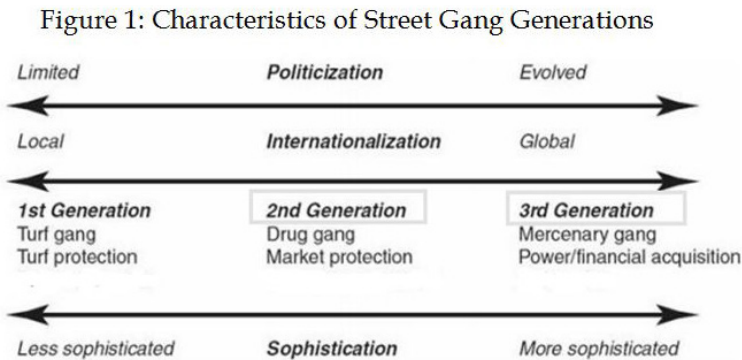 Figure 1: Characteristics of Street Gang Generations
Limited Politicization Evolved
Local Internationalization Global
1st Generation 2nd Generation 3rd Generation
Turf gang Drug gang Mercenary gang
Turf protection Market protection Power/financial acquisition
Less sophisticated Sophistication More sophisticated